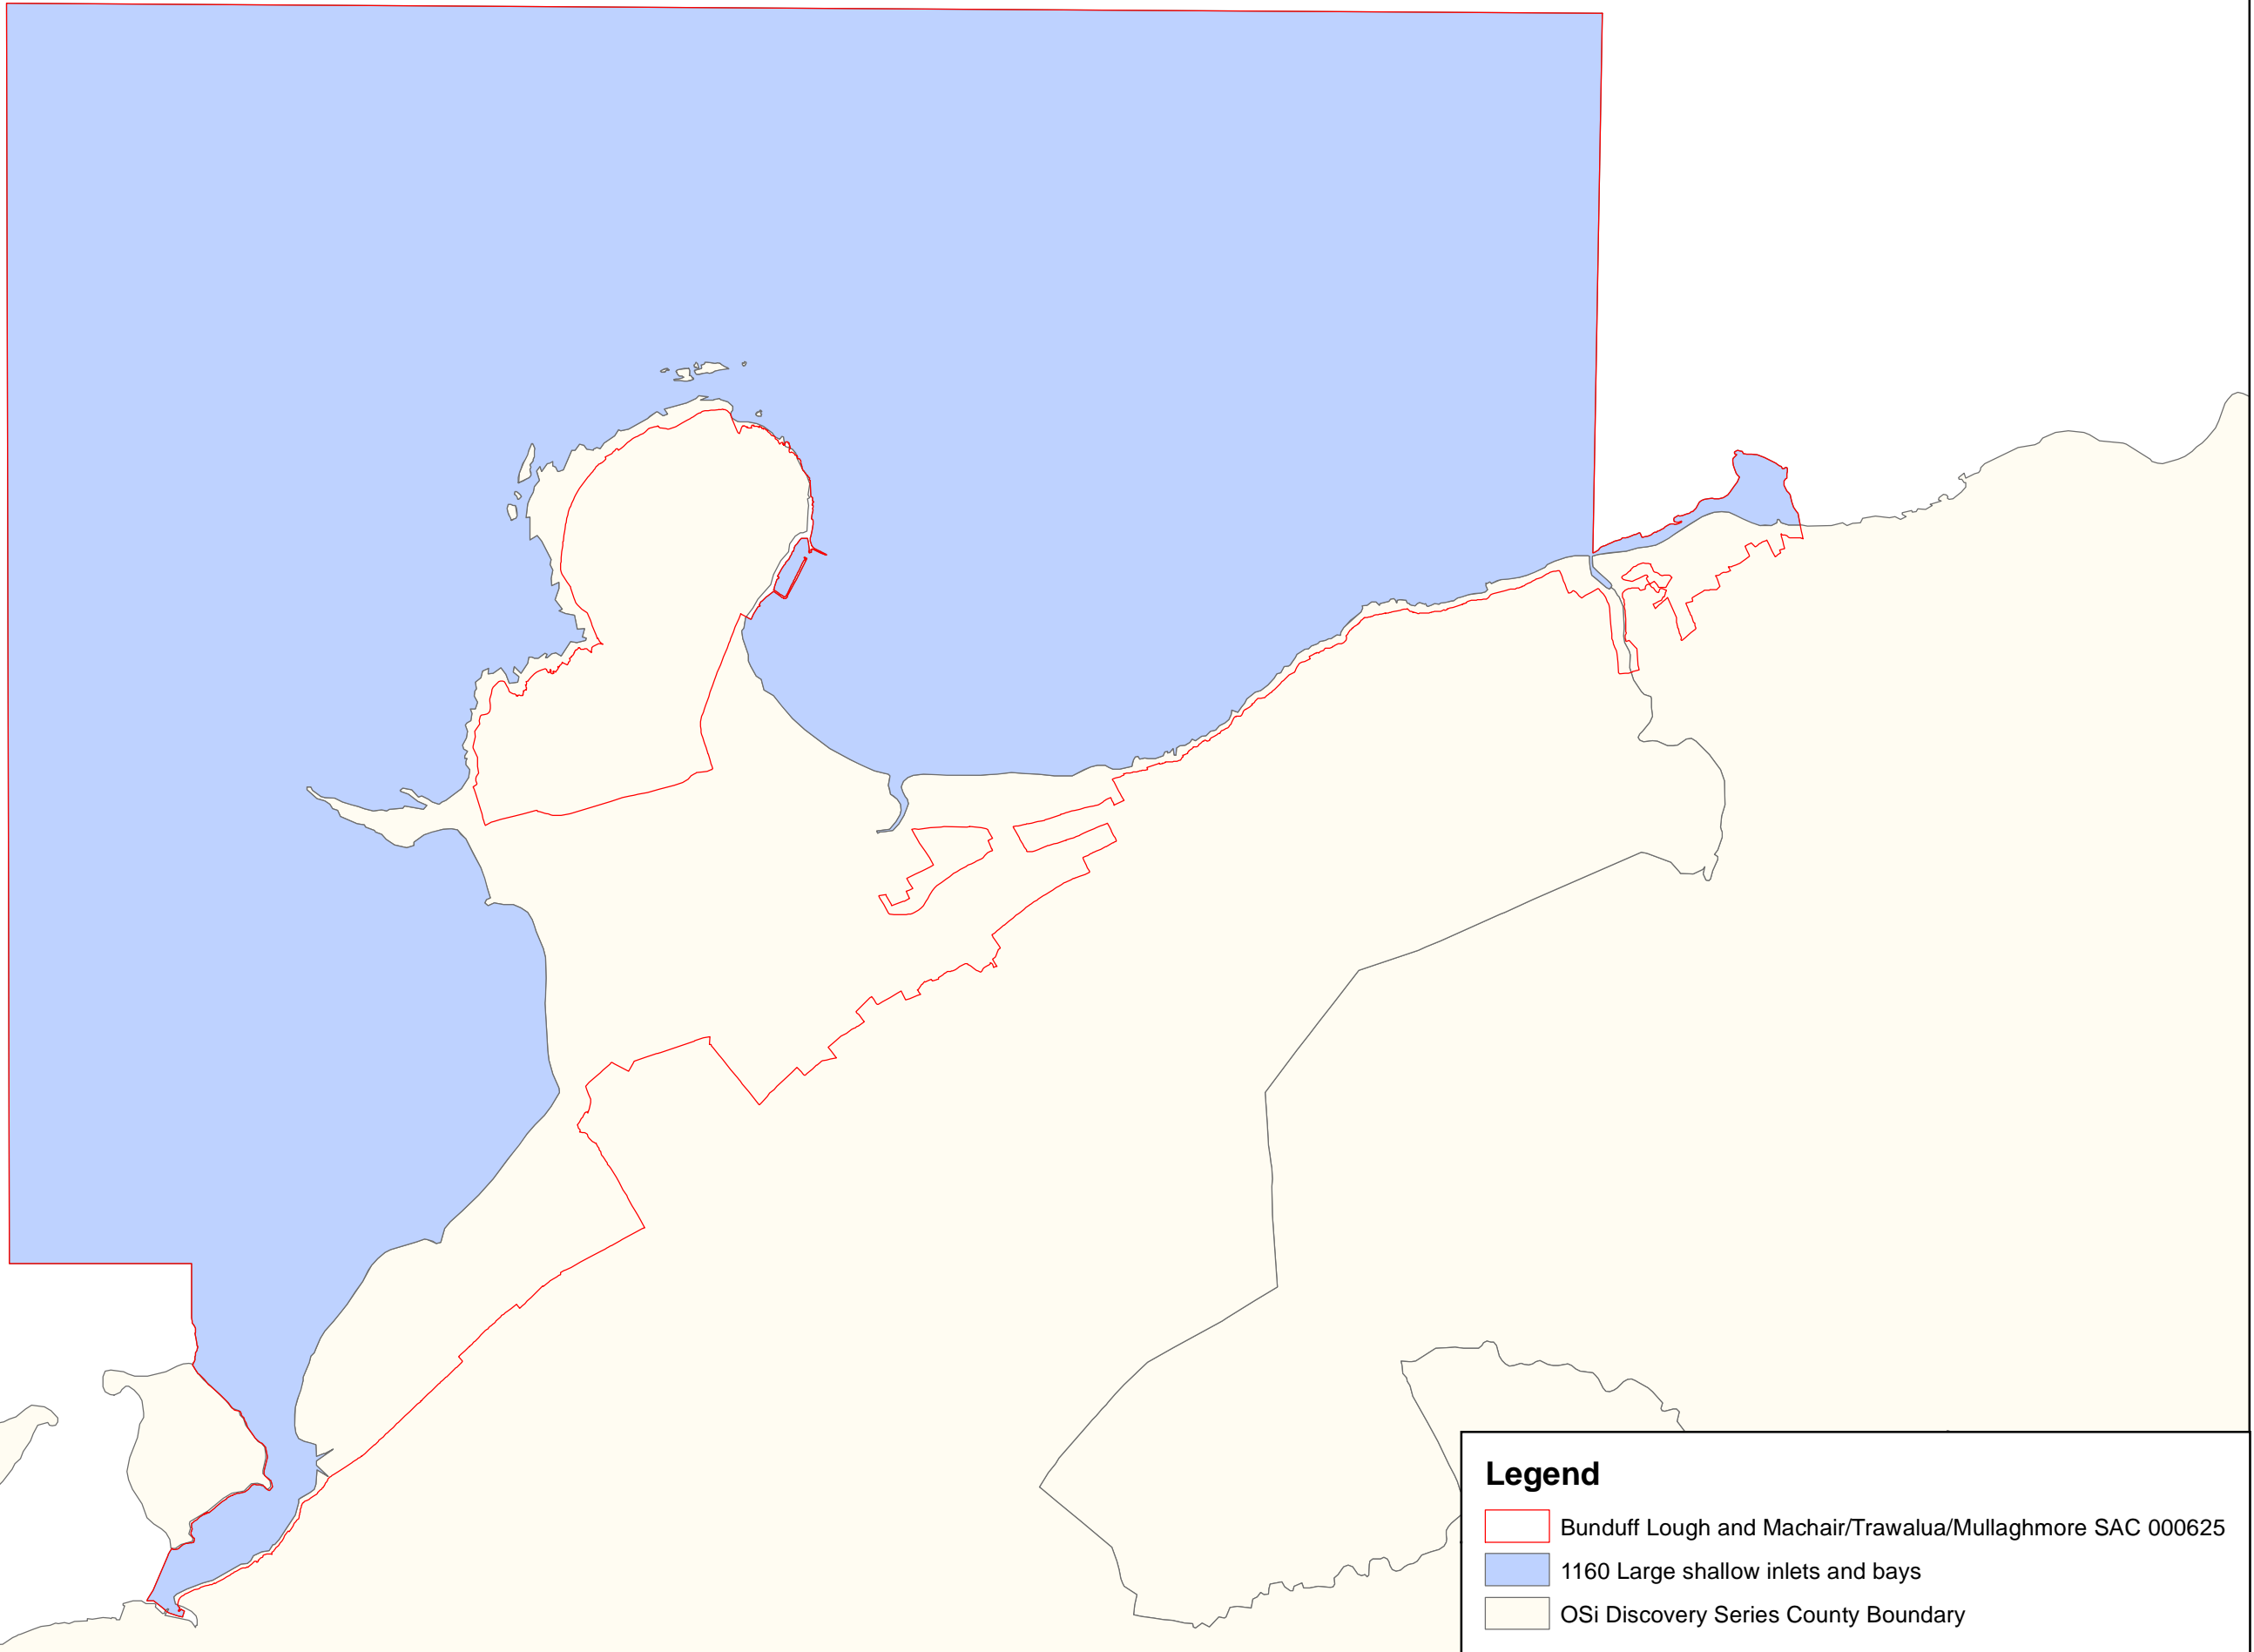 Legend
Bunduff Lough and Machair/Trawalua/Mullaghmore SAC 000625
1160 Large shallow inlets and bays
OSi Discovery Series County Boundary